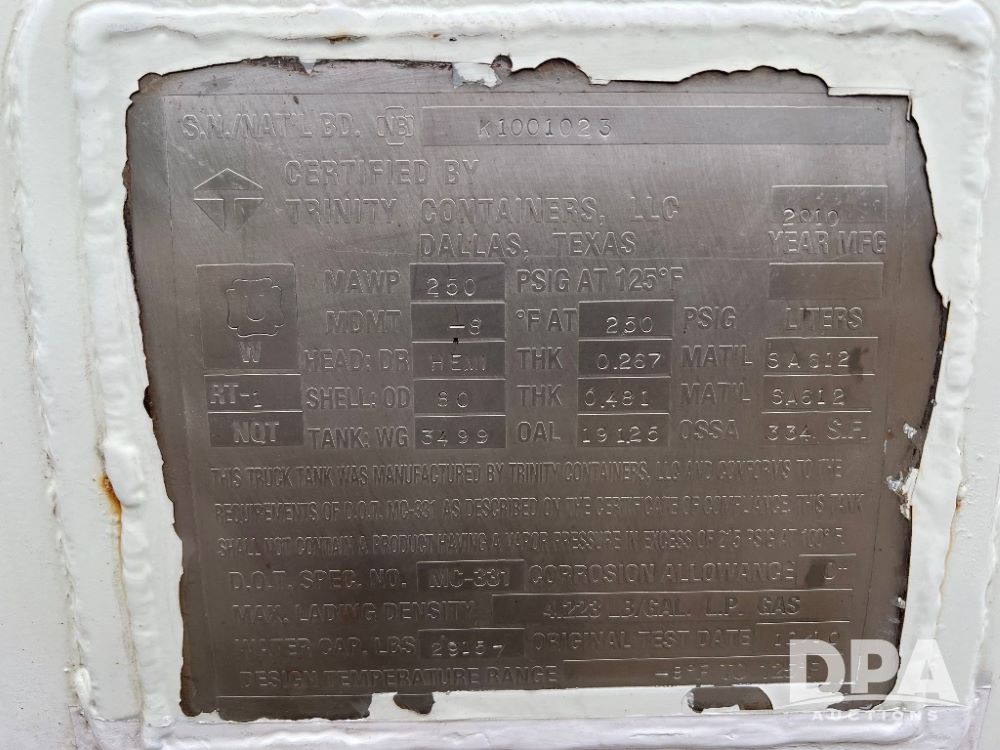 S.N./NAT'L BD. NB K1001023
CERTIFIED BY
TRINITY CONTAINERS, LLC
DALLAS, TEXAS
2010
YEAR MFG
MAWP 250 PSIG AT 125°F
MDMT -8 °F AT 250 PSIG LITERS
U
W HEAD: DR HEMI THK 0.267 MAT'L SA612
RT-1 SHELL: OD 80 THK 0.481 MAT'L SA612
NQT TANK: WG 3499 OAL 19125 OSSA 334 S.F.
THIS TRUCK TANK WAS MANUFACTURED BY TRINITY CONTAINERS, LLC AND CONFORMS TO THE
REQUIREMENTS OF D.O.T. MC-331 AS DESCRIBED ON THE CERTIFICATE OF COMPLIANCE. THIS TANK
SHALL NOT CONTAIN A PRODUCT HAVING A VAPOR PRESSURE IN EXCESS OF 215 PSIG AT 100° F.
D.O.T. SPEC. NO. MC-331 CORROSION ALLOWANCE 0"
MAX. LADING DENSITY 4.223 LB/GAL. L.P. GAS
WATER CAP. LBS 29157 ORIGINAL TEST DATE
DESIGN TEMPERATURE RANGE
DPA
AUCTIONS